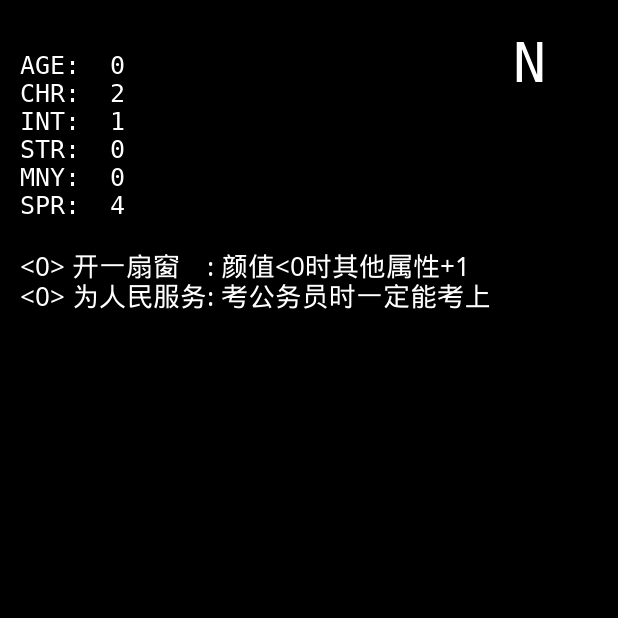 N
AGE: 0
CHR: 2
INT: 1
STR: 0
MNY: 0
SPR: 4
<0> 开一扇窗 : 颜值<0时其他属性+1
<0> 为人民服务: 考公务员时一定能考上